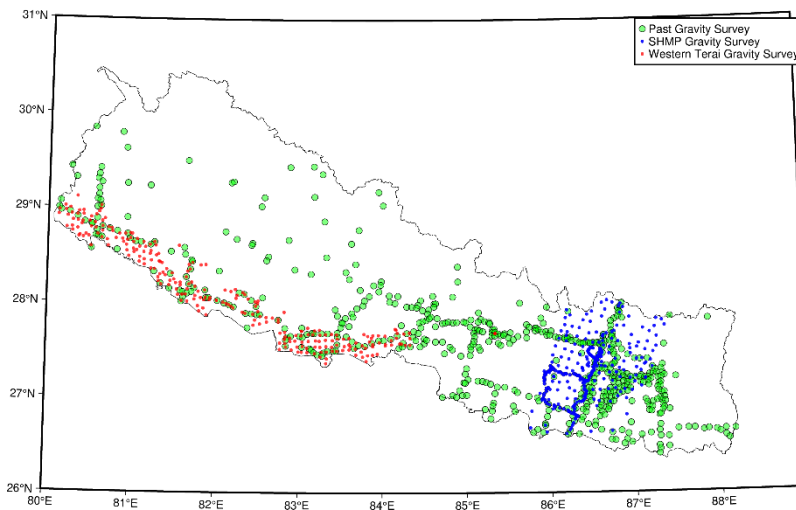 31°N
Past Gravity Survey
SHMP Gravity Survey
Western Terai Gravity Survey
30°N
29°N
28°N
27°N
26°N
80°E 81°E 82°E 83°E 84°E 85°E 86°E 87°E 88°E